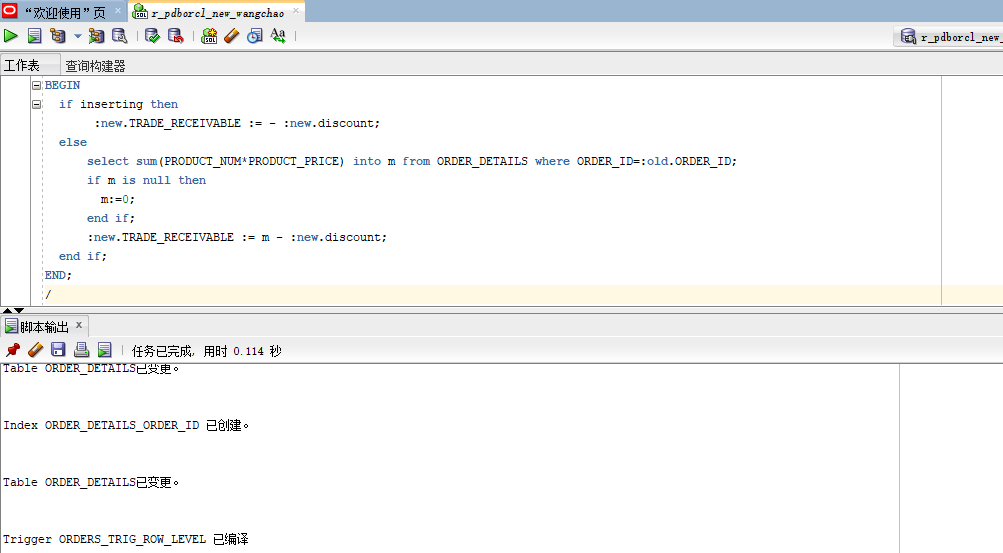 “欢迎使用”页
r_pdborcl_new_wangchao
r_pdborcl_new_
工作表
查询构建器
BEGIN
if inserting then
:new.TRADE_RECEIVABLE := - :new.discount;
else
select sum(PRODUCT_NUM*PRODUCT_PRICE) into m from ORDER_DETAILS where ORDER_ID=:old.ORDER_ID;
if m is null then
m:=0;
end if;
:new.TRADE_RECEIVABLE := m - :new.discount;
end if;
END;
/
脚本输出
任务已完成, 用时 0.114 秒
Table ORDER_DETAILS已变更。
Index ORDER_DETAILS_ORDER_ID 已创建。
Table ORDER_DETAILS已变更。
Trigger ORDERS_TRIG_ROW_LEVEL 已编译